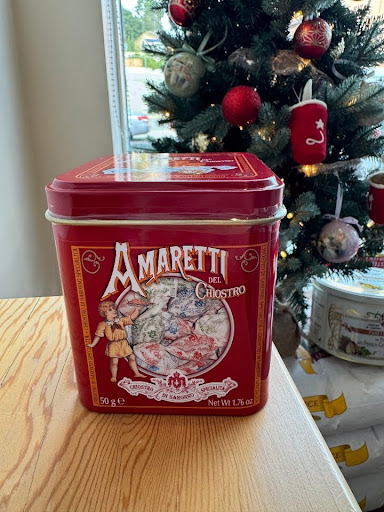 AMARETTI
DEL
CHIOSTRO
CHIOSTRO
DI SARONNO
SPECIALITÀ
50 g e
Net Wt 1.76 oz